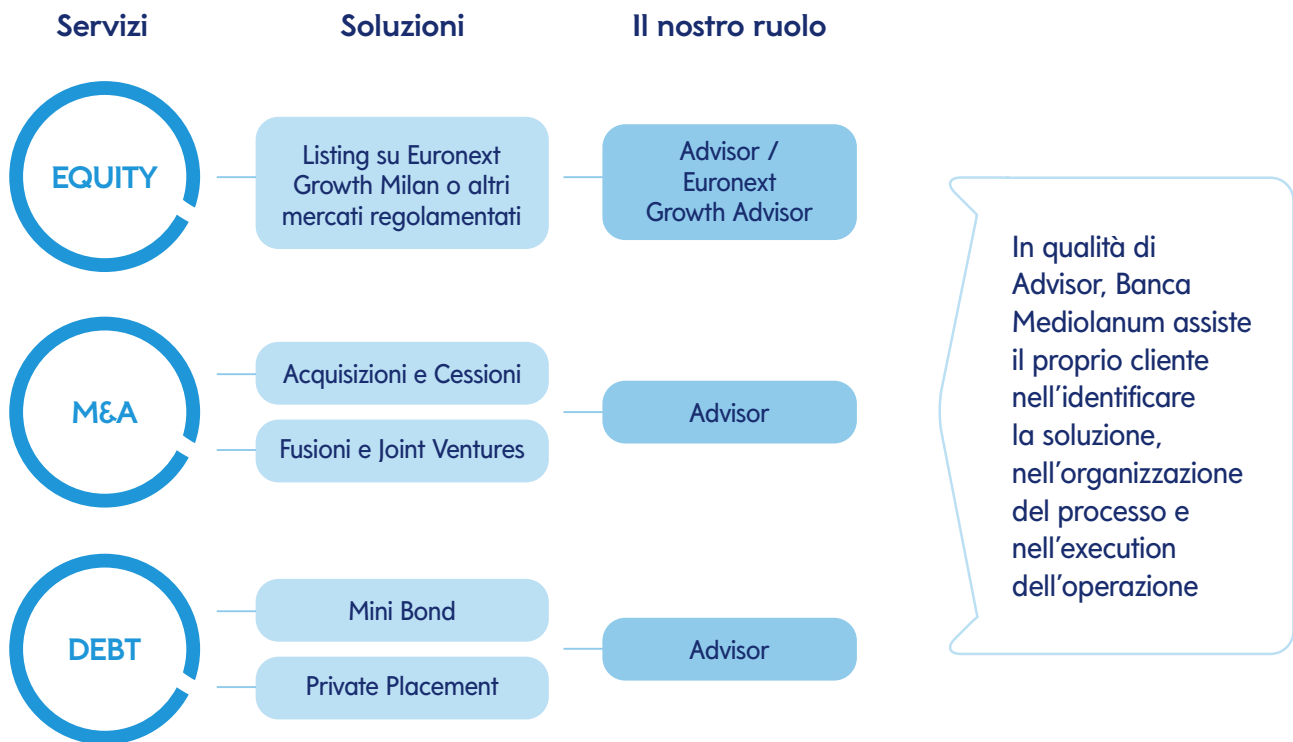 Servizi
Soluzioni
Il nostro ruolo
EQUITY
Listing su Euronext
Growth Milan o altri
mercati regolamentati
Advisor /
Euronext
Growth Advisor
M&A
Acquisizioni e Cessioni
Fusioni e Joint Ventures
Advisor
DEBT
Mini Bond
Private Placement
Advisor
In qualità di
Advisor, Banca
Mediolanum assiste
il proprio cliente
nell’identificare
la soluzione,
nell’organizzazione
del processo e
nell’execution
dell’operazione